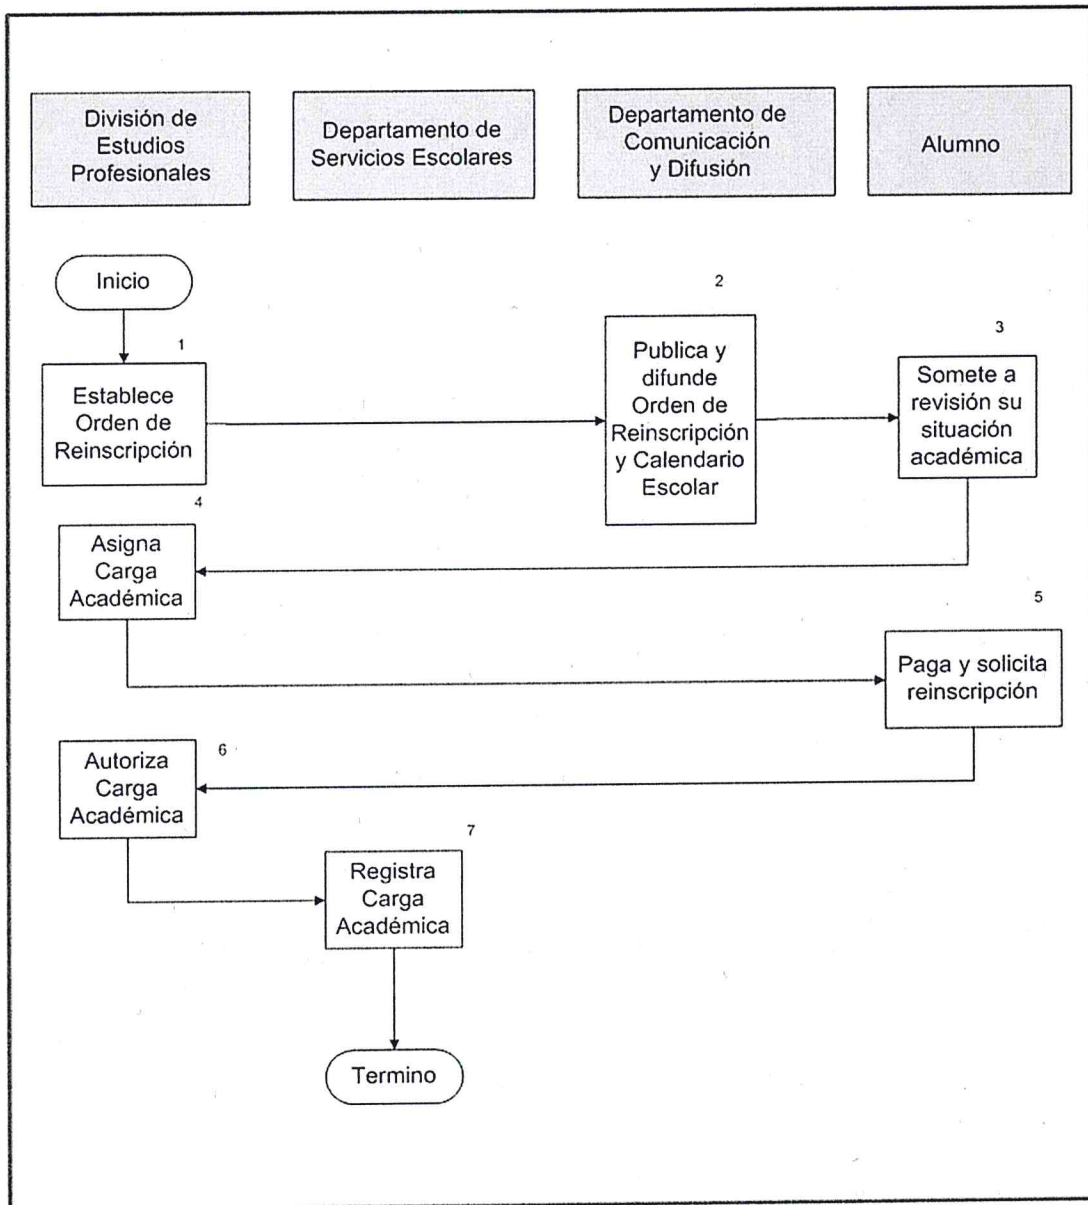 División de
Estudios
Profesionales
Departamento de
Servicios Escolares
Departamento de
Comunicación
y Difusión
Alumno
Inicio
1
Establece
Orden de
Reinscripción
2
Publica y
difunde
Orden de
Reinscripción
y Calendario
Escolar
3
Somete a
revisión su
situación
académica
4
Asigna
Carga
Académica
5
Paga y solicita
reinscripción
6
Autoriza
Carga
Académica
7
Registra
Carga
Académica
Termino